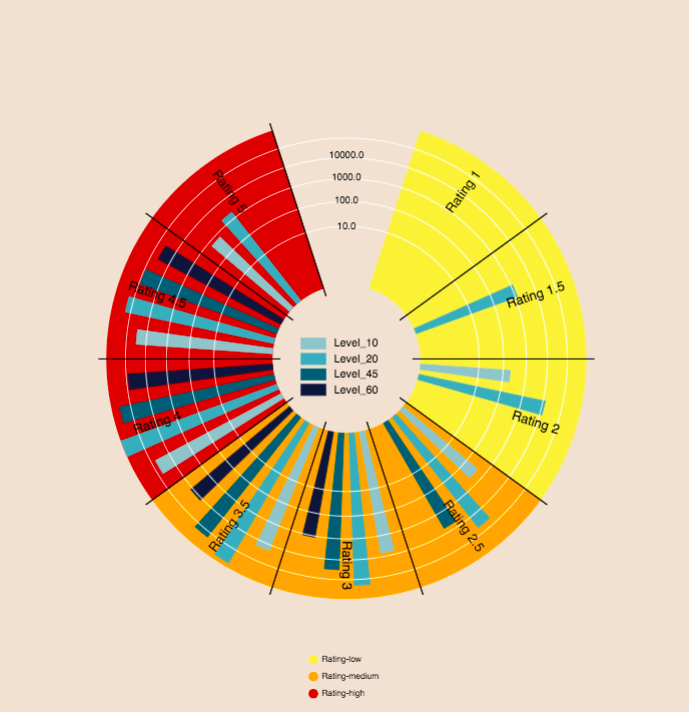 10000.0
1000.0
100.0
10.0
Rating 1
Rating 1.5
Rating 2
Rating 2.5
Rating 3
Rating 3.5
Rating 4
Rating 4.5
Rating 5
Level_10
Level_20
Level_45
Level_60
Rating-low
Rating-medium
Rating-high